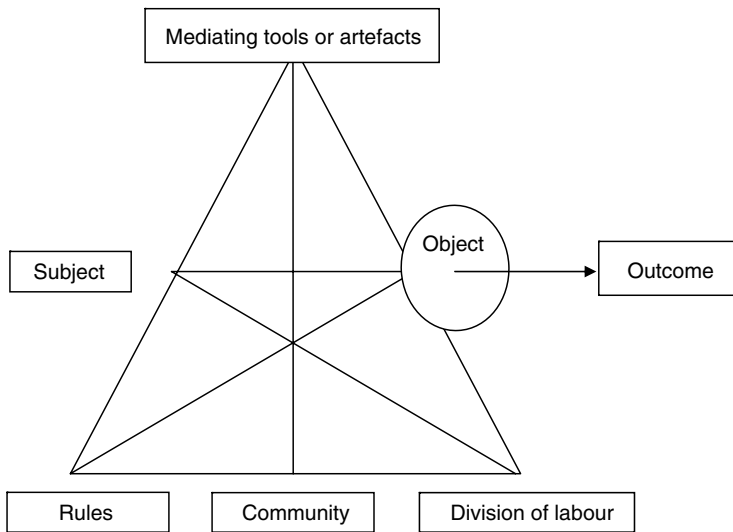 Mediating tools or artefacts
Object
Subject
Outcome
Rules
Community
Division of labour